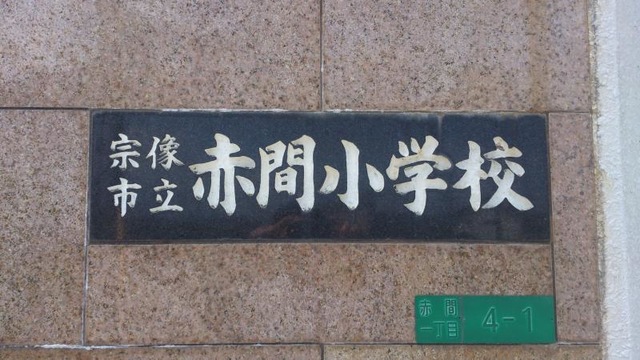 宗像
市立
赤間小学校
赤間
一丁目
4-1